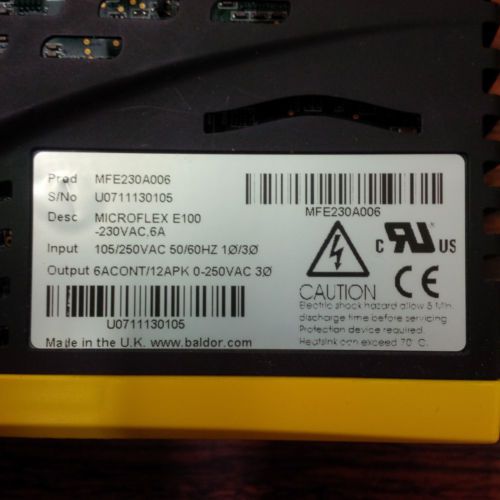 Prod MFE230A006
S/No U0711130105
Desc MICROFLEX E100
-230VAC,6A
Input 105/250VAC 50/60HZ 1Ø/3Ø
Output 6ACONT/12APK 0-250VAC 3Ø
U0711130105
Made in the U.K. www.baldor.com
MFE230A006
c RU US
CAUTION CE
Electric shock hazard allow 5 Min
discharge time before servicing
Protection device required.
Heatsink can exceed 70°C.